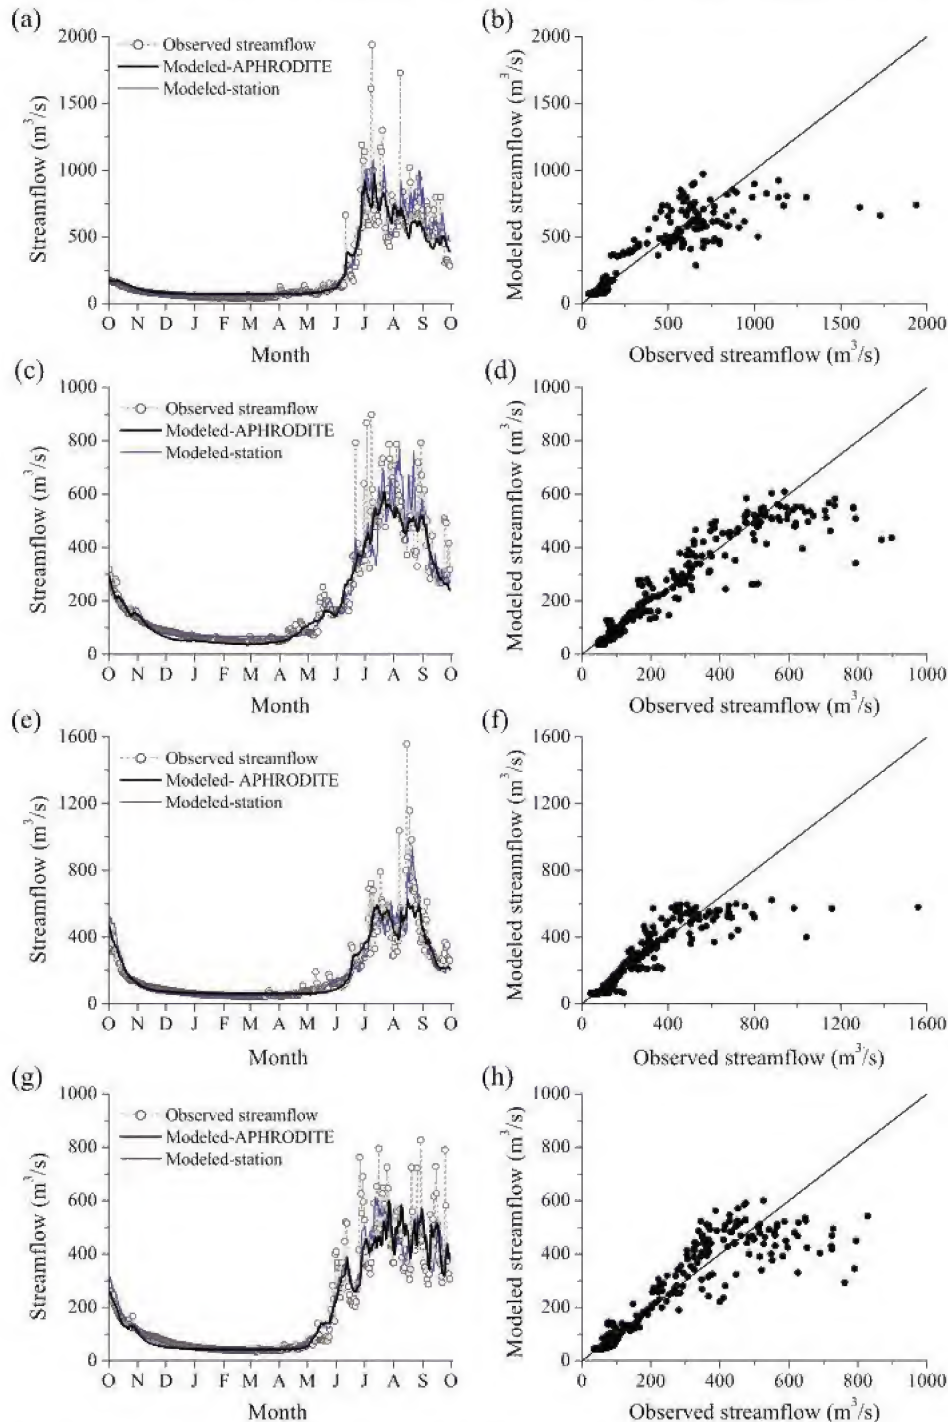 (a)
2000
1500
1000
500
0
Streamflow (m³/s)
Observed streamflow
Modeled-APHRODITE
Modeled-station
O N D J F M A M J J A S O
Month
(b)
2000
1500
1000
500
0
Modeled streamflow (m³/s)
0 500 1000 1500 2000
Observed streamflow (m³/s)
(c)
1000
800
600
400
200
0
Streamflow (m³/s)
Observed streamflow
Modeled-APHRODITE
Modeled-station
O N D J F M A M J J A S O
Month
(d)
1000
800
600
400
200
0
Modeled streamflow (m³/s)
0 200 400 600 800 1000
Observed streamflow (m³/s)
(e)
1600
1200
800
400
0
Streamflow (m³/s)
Observed streamflow
Modeled- APHRODITE
Modeled-station
O N D J F M A M J J A S O
Month
(f)
1600
1200
800
400
0
Modeled streamflow (m³/s)
0 400 800 1200 1600
Observed streamflow (m³/s)
(g)
1000
800
600
400
200
0
Streamflow (m³/s)
Observed streamflow
Modeled-APHRODITE
Modeled-station
O N D J F M A M J J A S O
Month
(h)
1000
800
600
400
200
0
Modeled streamflow (m³/s)
0 200 400 600 800 1000
Observed streamflow (m³/s)